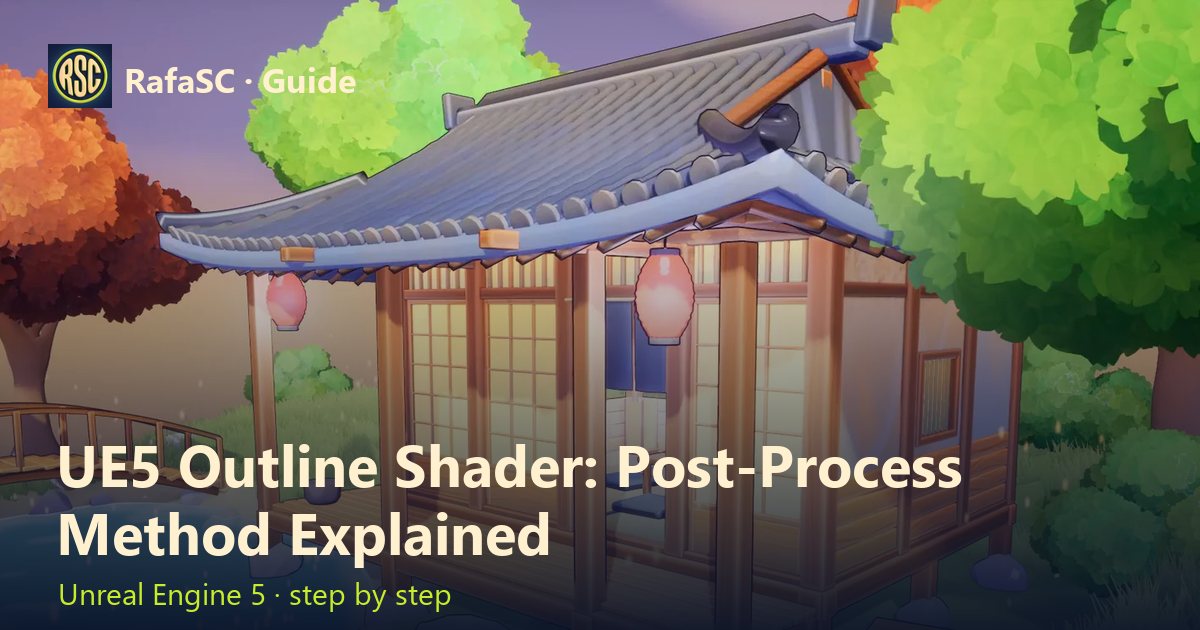 RSC
RafaSC · Guide
UE5 Outline Shader: Post-Process
Method Explained
Unreal Engine 5 · step by step